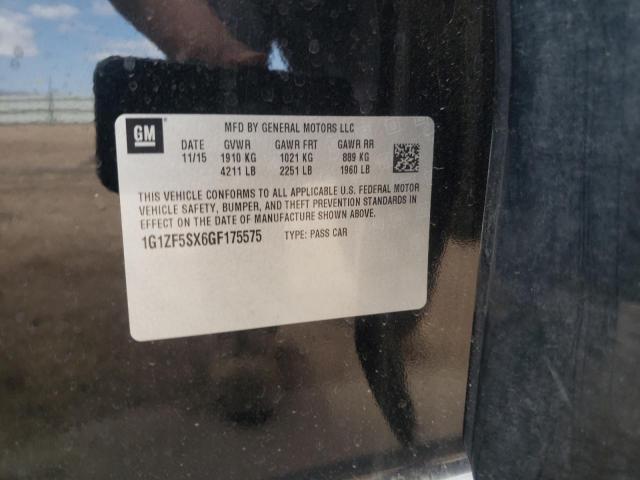 GM
MFD BY GENERAL MOTORS LLC
DATE GVWR GAWR FRT GAWR RR
11/15 1910 KG 1021 KG 889 KG
4211 LB 2251 LB 1960 LB
THIS VEHICLE CONFORMS TO ALL APPLICABLE U.S. FEDERAL MOTOR
VEHICLE SAFETY, BUMPER, AND THEFT PREVENTION STANDARDS IN
EFFECT ON THE DATE OF MANUFACTURE SHOWN ABOVE.
1G1ZF5SX6GF175575 TYPE: PASS CAR